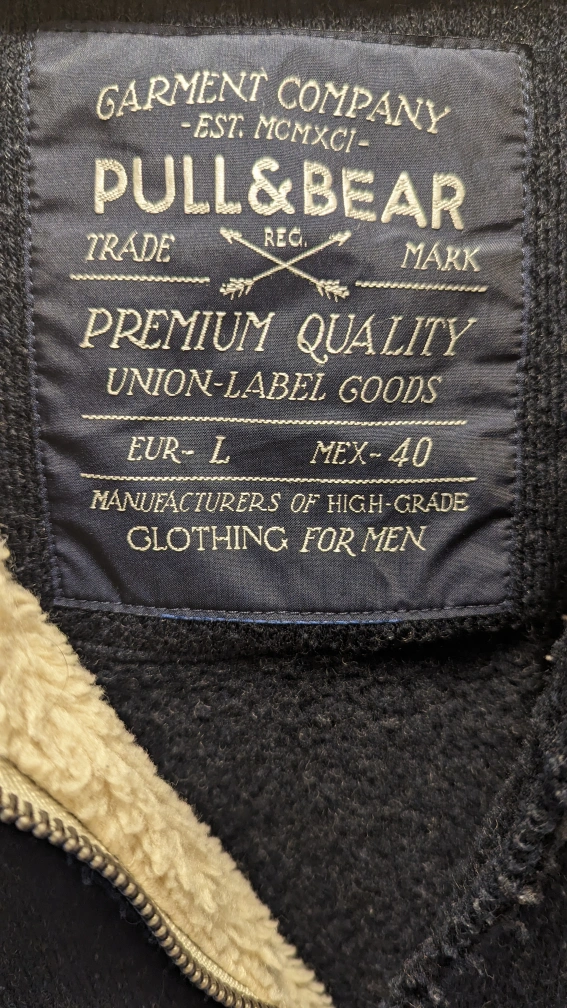 GARMENT COMPANY
-EST. MCMXCI-
PULL&BEAR
TRADE REG. MARK
PREMIUM QUALITY
UNION-LABEL GOODS
EUR- L MEX- 40
MANUFACTURERS OF HIGH-GRADE
CLOTHING FOR MEN